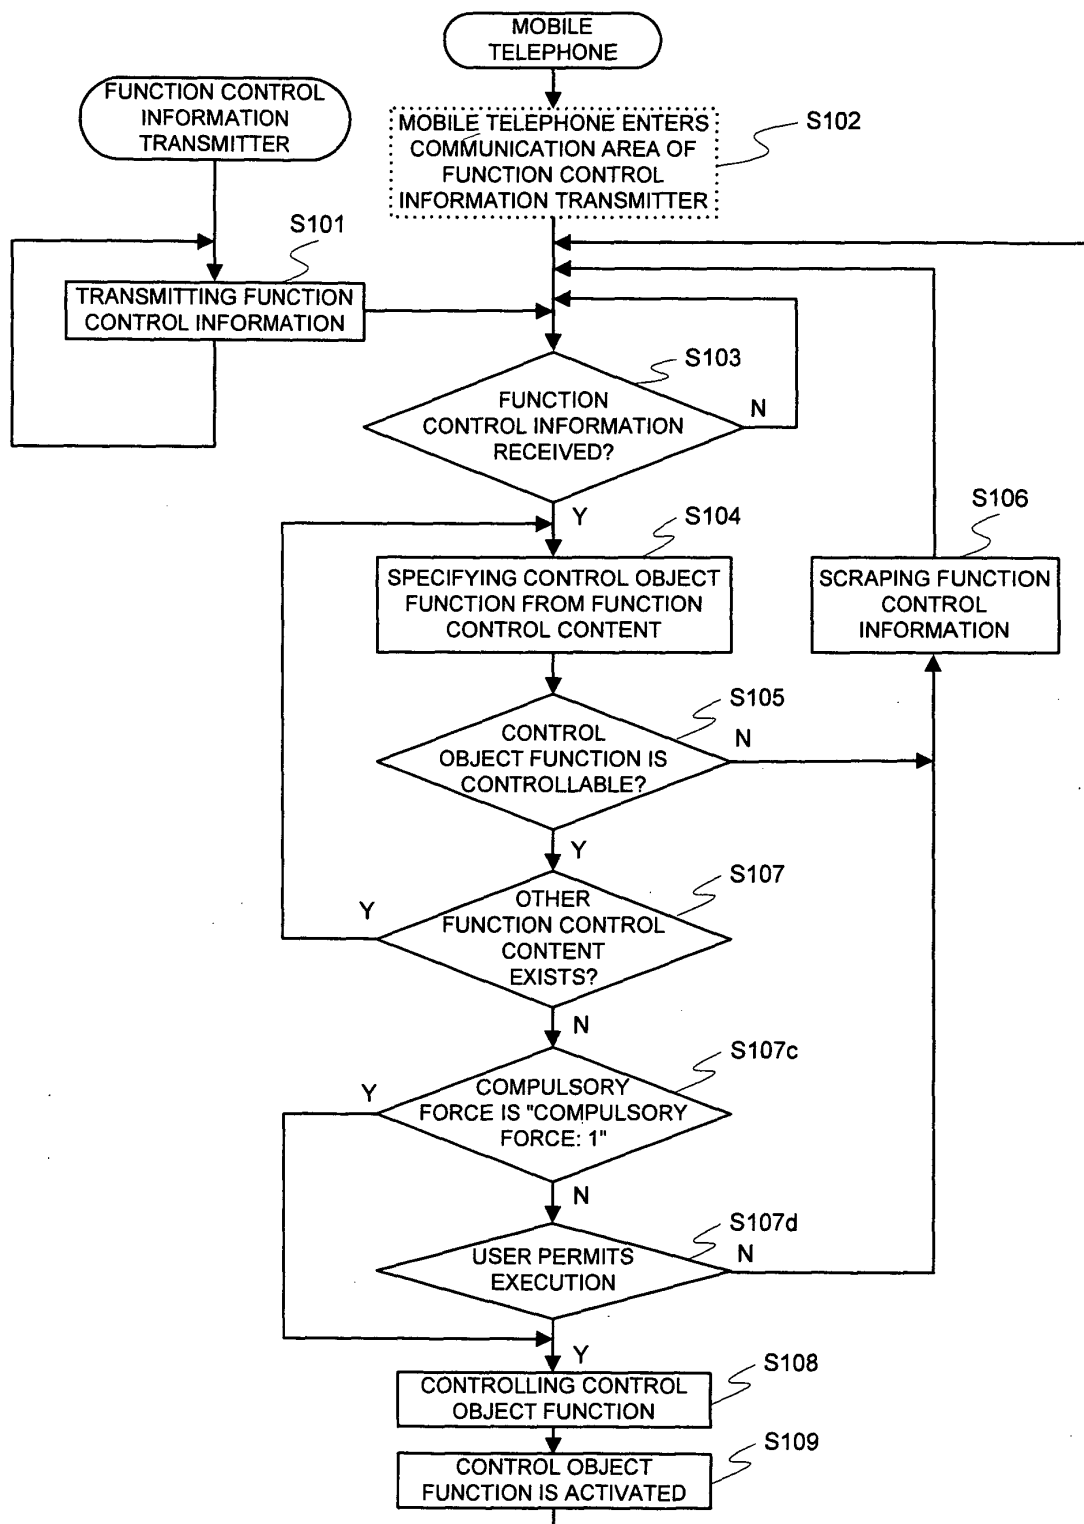 MOBILE
TELEPHONE
FUNCTION CONTROL
INFORMATION
TRANSMITTER
MOBILE TELEPHONE ENTERS
COMMUNICATION AREA OF
FUNCTION CONTROL
INFORMATION TRANSMITTER
S102
S101
TRANSMITTING FUNCTION
CONTROL INFORMATION
S103
FUNCTION
CONTROL INFORMATION
RECEIVED?
N
Y
S104
SPECIFYING CONTROL OBJECT
FUNCTION FROM FUNCTION
CONTROL CONTENT
S106
SCRAPING FUNCTION
CONTROL
INFORMATION
S105
CONTROL
OBJECT FUNCTION IS
CONTROLLABLE?
N
Y
S107
OTHER
FUNCTION CONTROL
CONTENT
EXISTS?
Y
N
S107c
COMPULSORY
FORCE IS "COMPULSORY
FORCE: 1"
Y
N
S107d
USER PERMITS
EXECUTION
N
Y
S108
CONTROLLING CONTROL
OBJECT FUNCTION
S109
CONTROL OBJECT
FUNCTION IS ACTIVATED